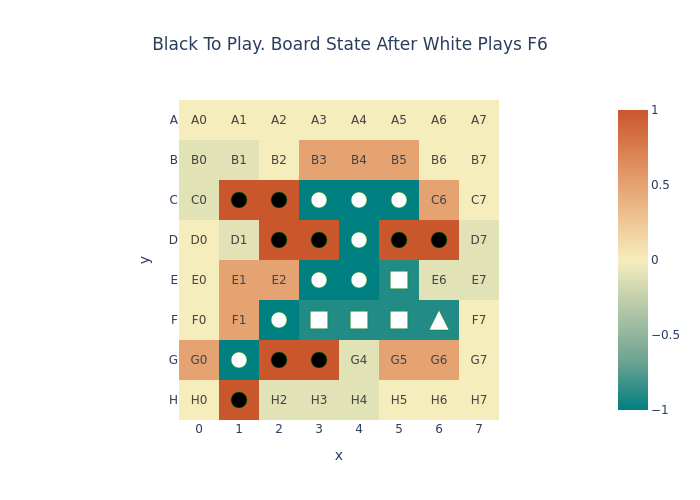 Black To Play. Board State After White Plays F6
A A0 A1 A2 A3 A4 A5 A6 A7 1
B B0 B1 B2 B3 B4 B5 B6 B7
C C0 C6 C7 0.5
D D0 D1 D7
y E E0 E1 E2 E6 E7 0
F F0 F1 F7 −0.5
G G0 G4 G5 G6 G7
H H0 H2 H3 H4 H5 H6 H7 −1
0 1 2 3 4 5 6 7
x